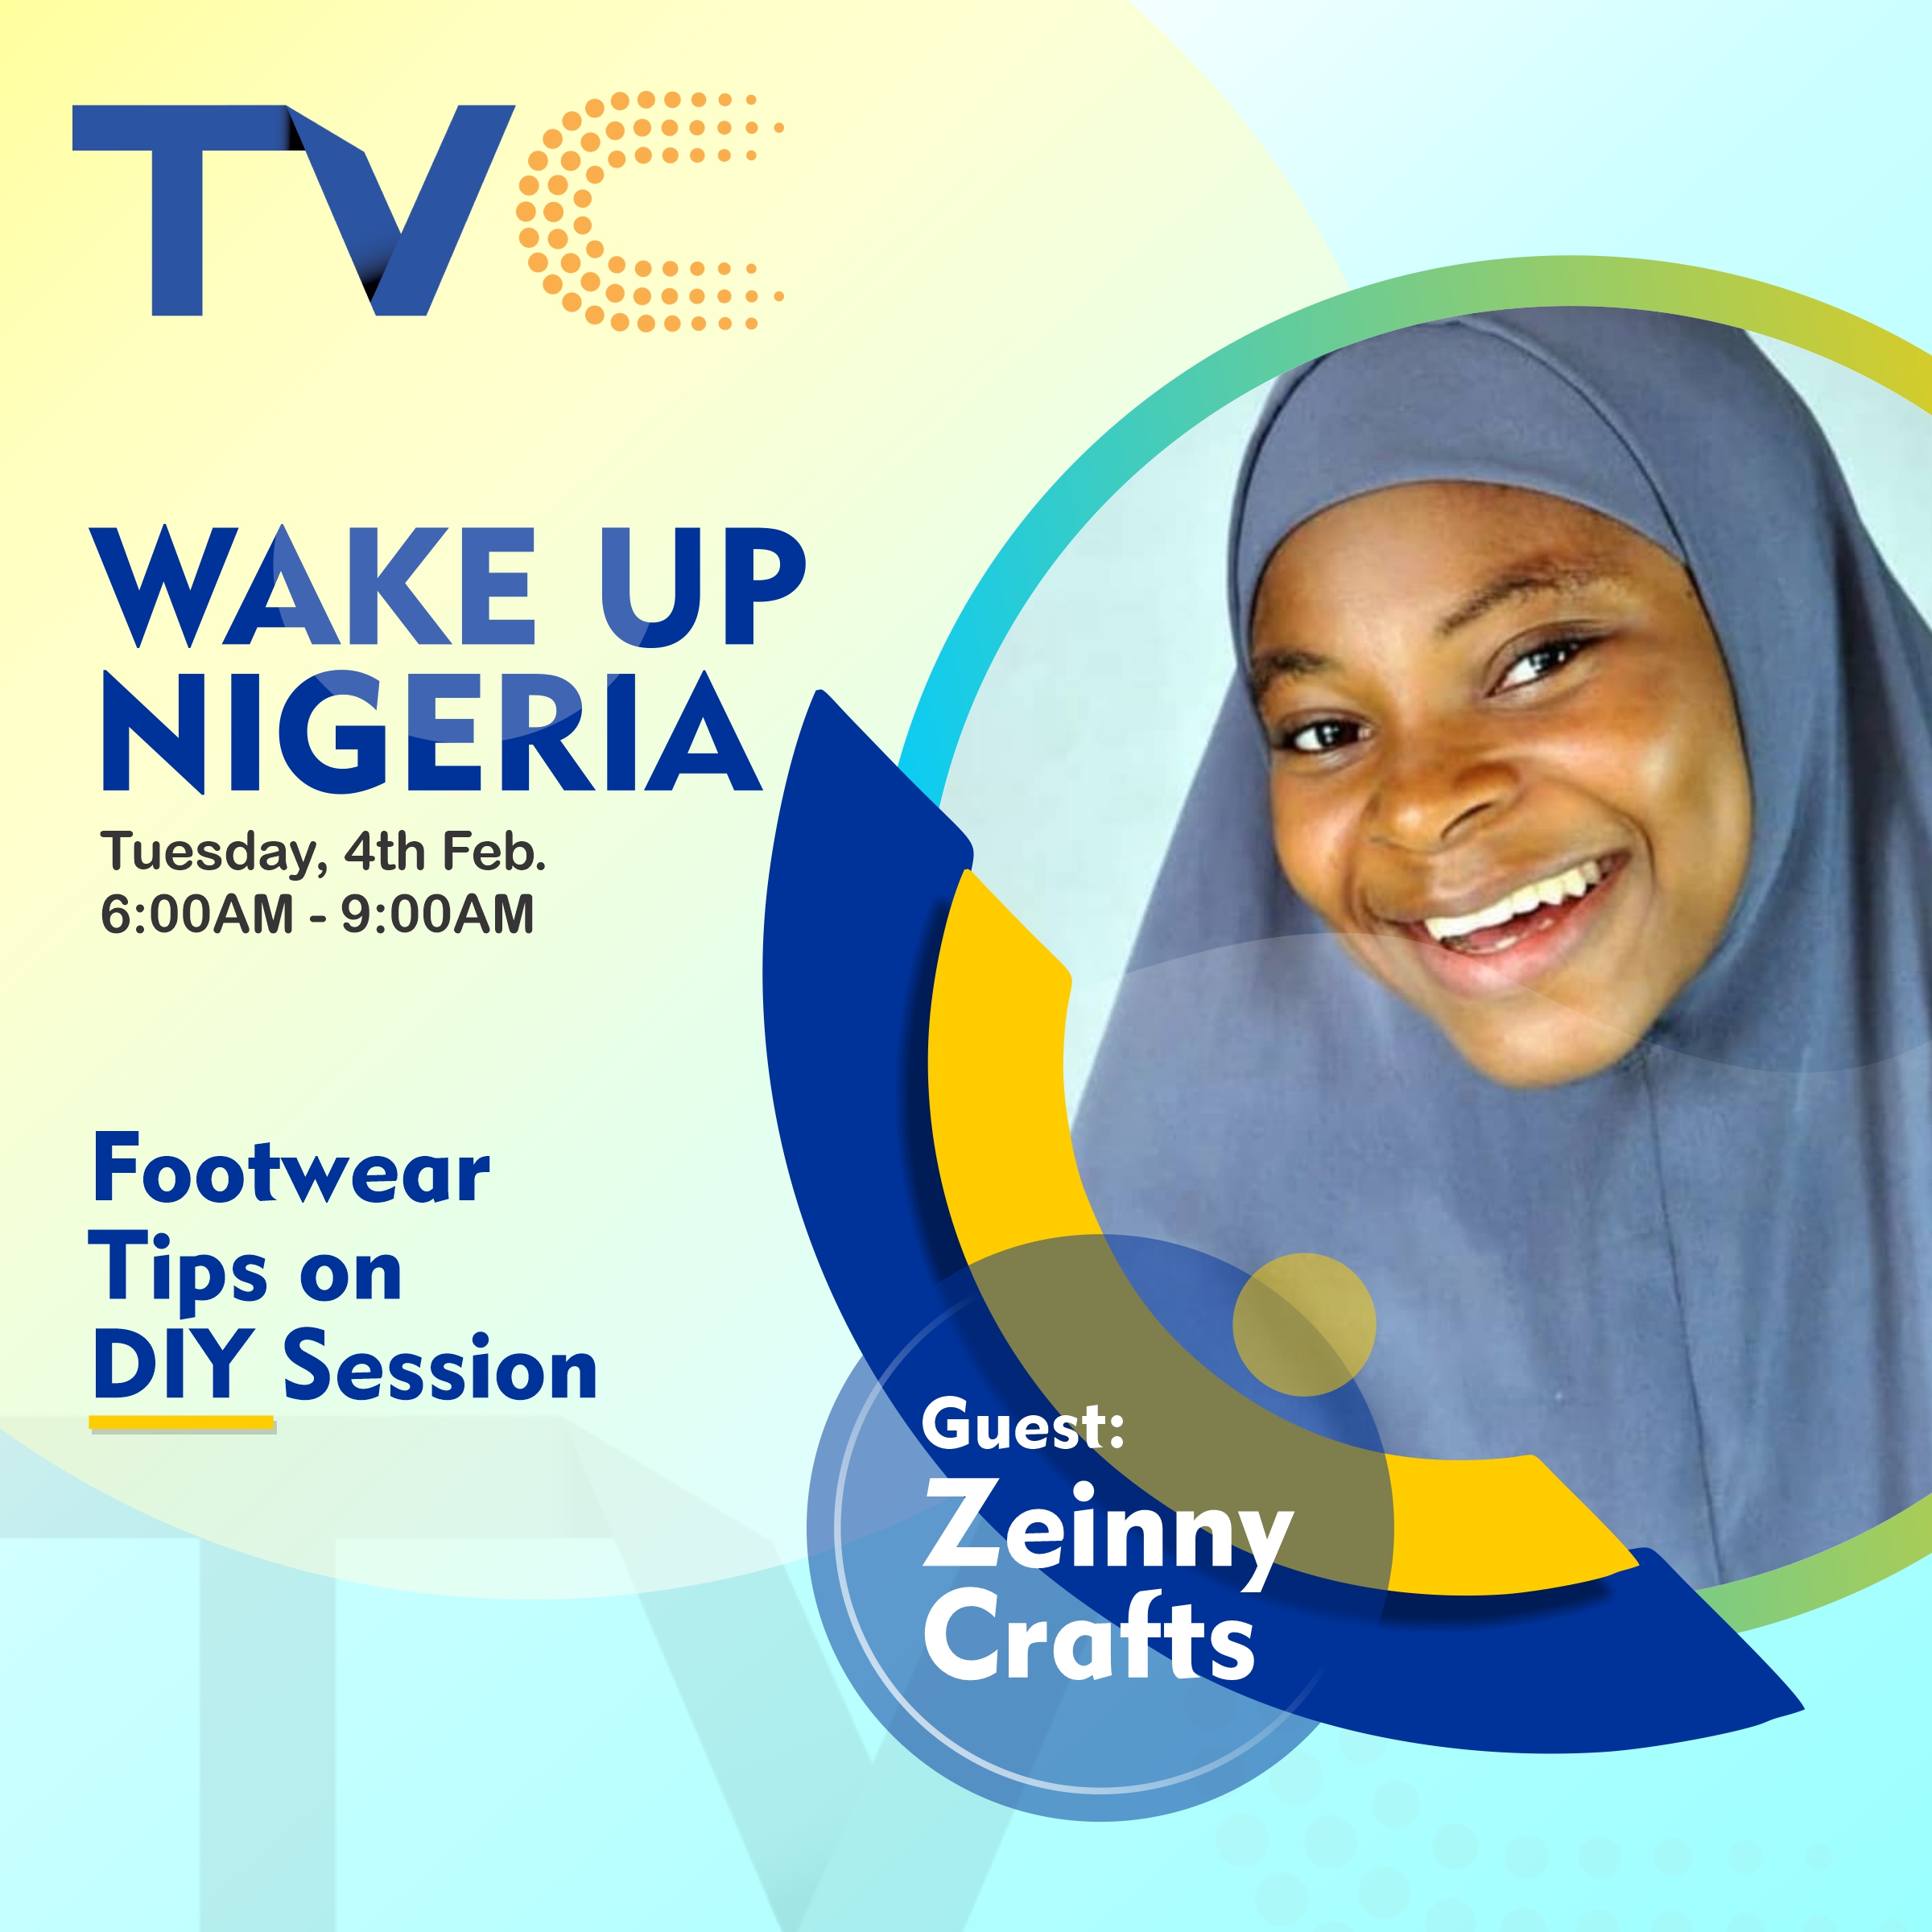 TVC
WAKE UP
NIGERIA
Tuesday, 4th Feb.
6:00AM - 9:00AM
Footwear
Tips on
DIY Session
Guest:
Zeinny
Crafts